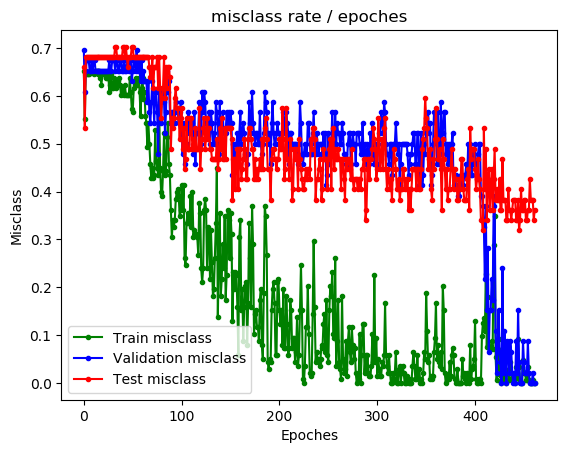 misclass rate / epoches
Misclass
0.7
0.6
0.5
0.4
0.3
0.2
0.1
0.0
Train misclass
Validation misclass
Test misclass
0
100
200
300
400
Epoches